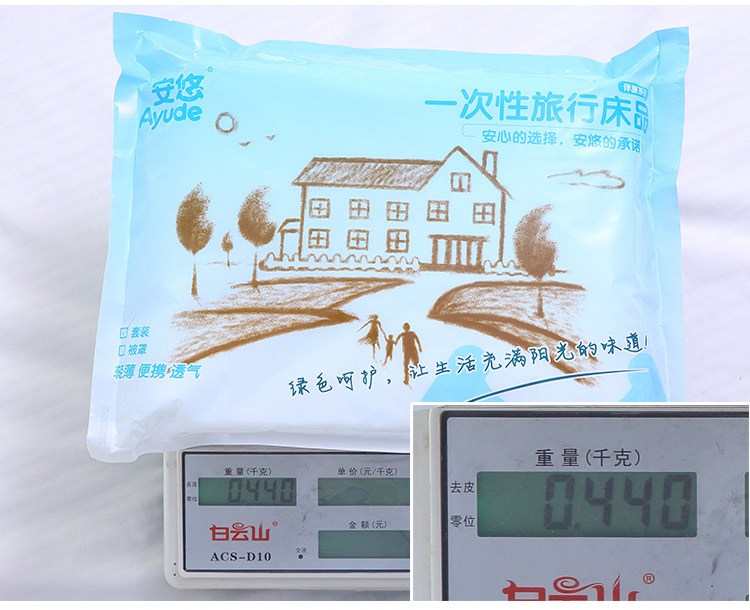 安悠®
Ayude
伴旅系
一次性旅行床品
安心的选择，安悠的承诺
套装
被罩
轻薄 便携 透气
绿色呵护，让生活充满阳光的味道！
重量(千克)
单价(元/千克)
去皮
零位
0.440
金额(元)
白云山®
ACS-D10
交流
重量(千克)
去皮
零位
0.440
白云山®